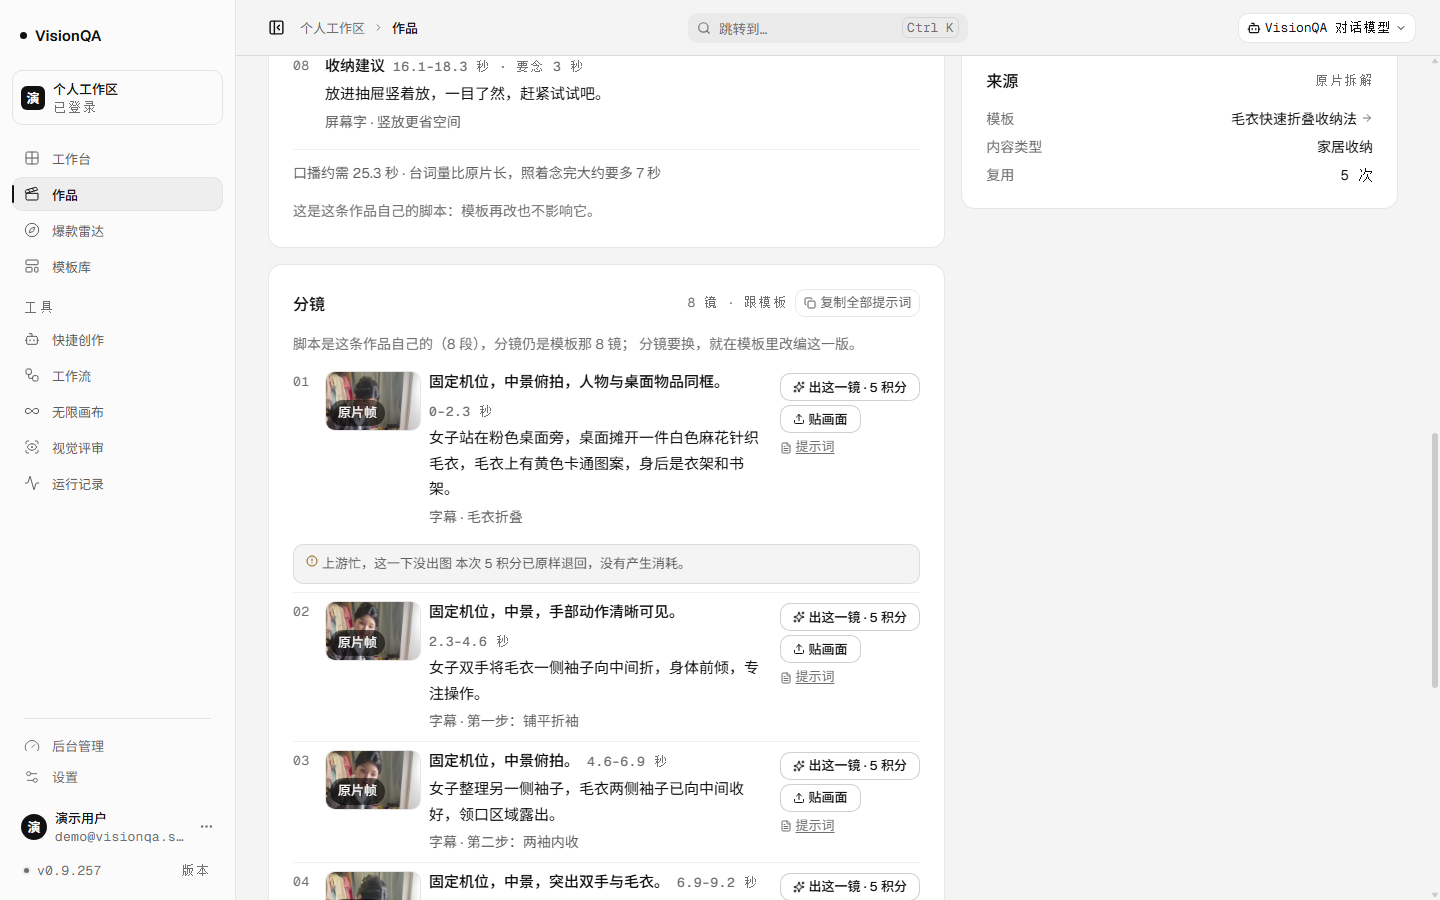 VisionQA
个人工作区 › 作品
跳转到... Ctrl K
VisionQA 对话模型
演
个人工作区
已登录
工作台
作品
爆款雷达
模板库
工具
快捷创作
工作流
无限画布
视觉评审
运行记录
后台管理
设置
演
演示用户
demo@visionqa.s…
v0.9.257 版本
08 收纳建议 16.1–18.3 秒 · 要念 3 秒
放进抽屉竖着放，一目了然，赶紧试试吧。
屏幕字 · 竖放更省空间
口播约需 25.3 秒 · 台词量比原片长，照着念完大约要多 7 秒
这是这条作品自己的脚本：模板再改也不影响它。
分镜 8 镜 · 跟模板 复制全部提示词
脚本是这条作品自己的（8 段），分镜仍是模板那 8 镜； 分镜要换，就在模板里改编这一版。
01 原片帧 固定机位，中景俯拍，人物与桌面物品同框。
0–2.3 秒
女子站在粉色桌面旁，桌面摊开一件白色麻花针织
毛衣，毛衣上有黄色卡通图案，身后是衣架和书
架。
字幕 · 毛衣折叠
出这一镜 · 5 积分
贴画面
提示词
上游忙，这一下没出图 本次 5 积分已原样退回，没有产生消耗。
02 原片帧 固定机位，中景，手部动作清晰可见。
2.3–4.6 秒
女子双手将毛衣一侧袖子向中间折，身体前倾，专
注操作。
字幕 · 第一步：铺平折袖
出这一镜 · 5 积分
贴画面
提示词
03 原片帧 固定机位，中景俯拍。 4.6–6.9 秒
女子整理另一侧袖子，毛衣两侧袖子已向中间收
好，领口区域露出。
字幕 · 第二步：两袖内收
出这一镜 · 5 积分
贴画面
提示词
04 固定机位，中景，突出双手与毛衣。 6.9–9.2 秒
出这一镜 · 5 积分
来源 原片拆解
模板 毛衣快速折叠收纳法
内容类型 家居收纳
复用 5 次